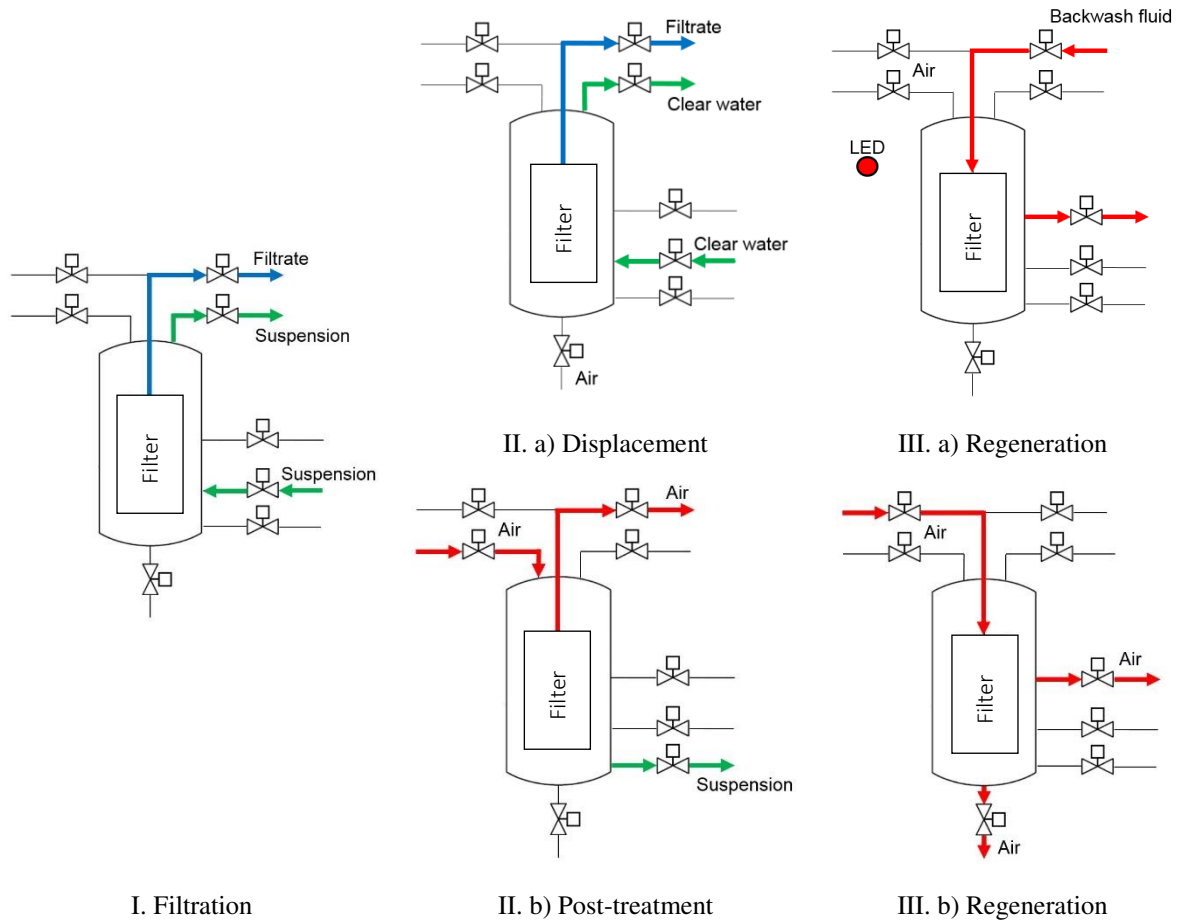 Filtrate
Suspension
Filter
Suspension
I. Filtration
Filtrate
Clear water
Filter
Clear water
Air
II. a) Displacement
Air
Air
Filter
Suspension
II. b) Post-treatment
Backwash fluid
Air
LED
Filter
III. a) Regeneration
Air
Filter
Air
Air
III. b) Regeneration